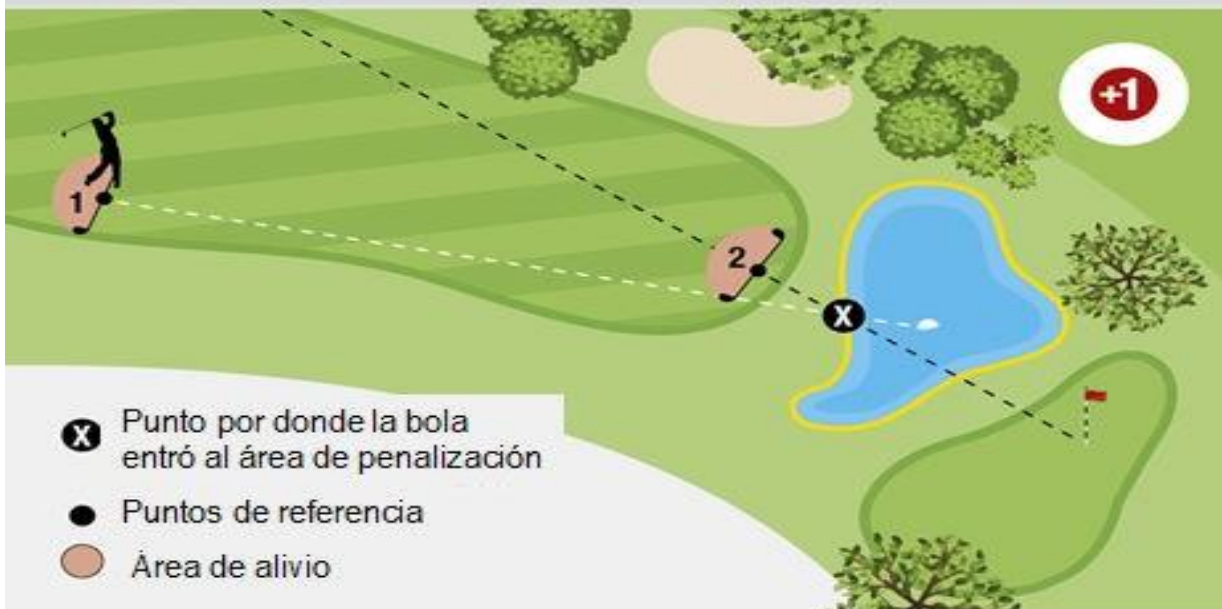 +1
1
2
X
X Punto por donde la bola
entró al área de penalización
Puntos de referencia
Área de alivio